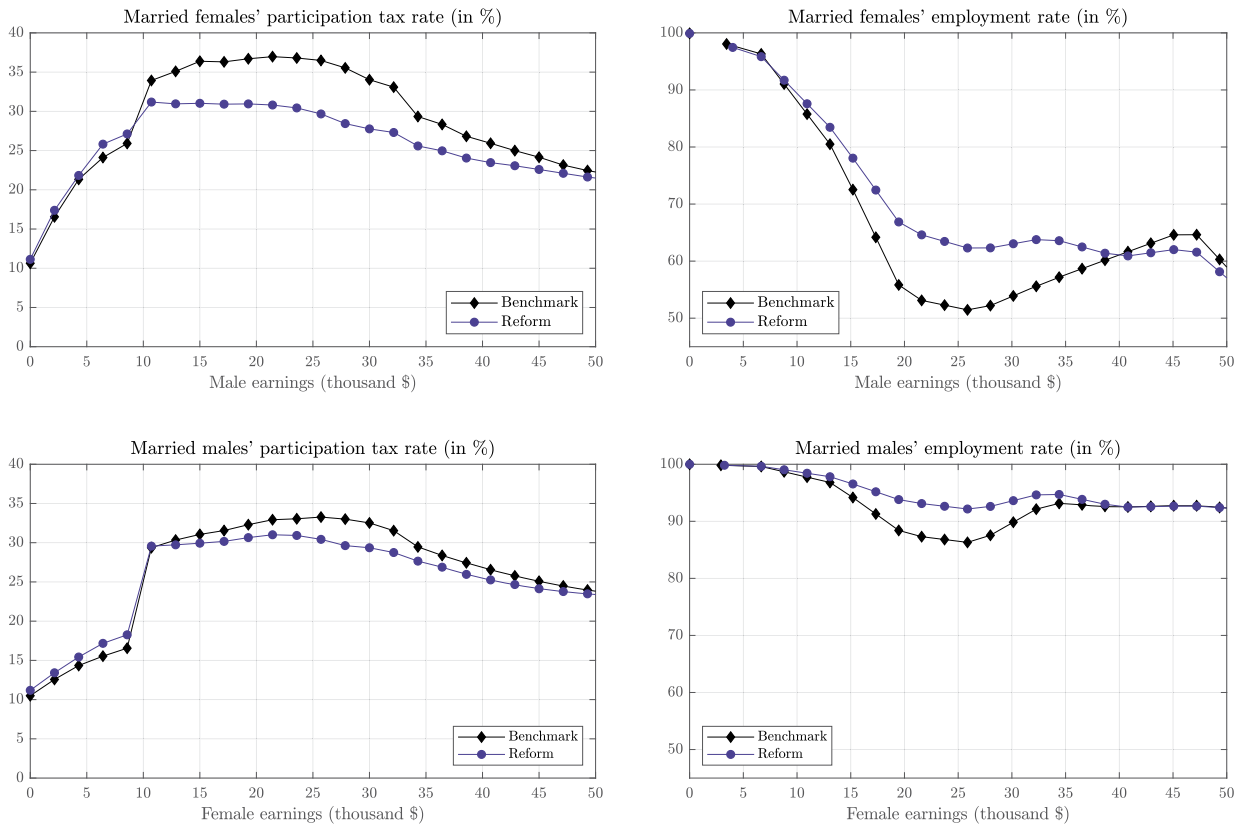 Married females' participation tax rate (in %)
40
35
30
25
20
15
10
5
0
0 5 10 15 20 25 30 35 40 45 50
Male earnings (thousand $)
Benchmark
Reform
Married females' employment rate (in %)
100
90
80
70
60
50
0 5 10 15 20 25 30 35 40 45 50
Male earnings (thousand $)
Benchmark
Reform
Married males' participation tax rate (in %)
40
35
30
25
20
15
10
5
0
0 5 10 15 20 25 30 35 40 45 50
Female earnings (thousand $)
Benchmark
Reform
Married males' employment rate (in %)
100
90
80
70
60
50
0 5 10 15 20 25 30 35 40 45 50
Female earnings (thousand $)
Benchmark
Reform